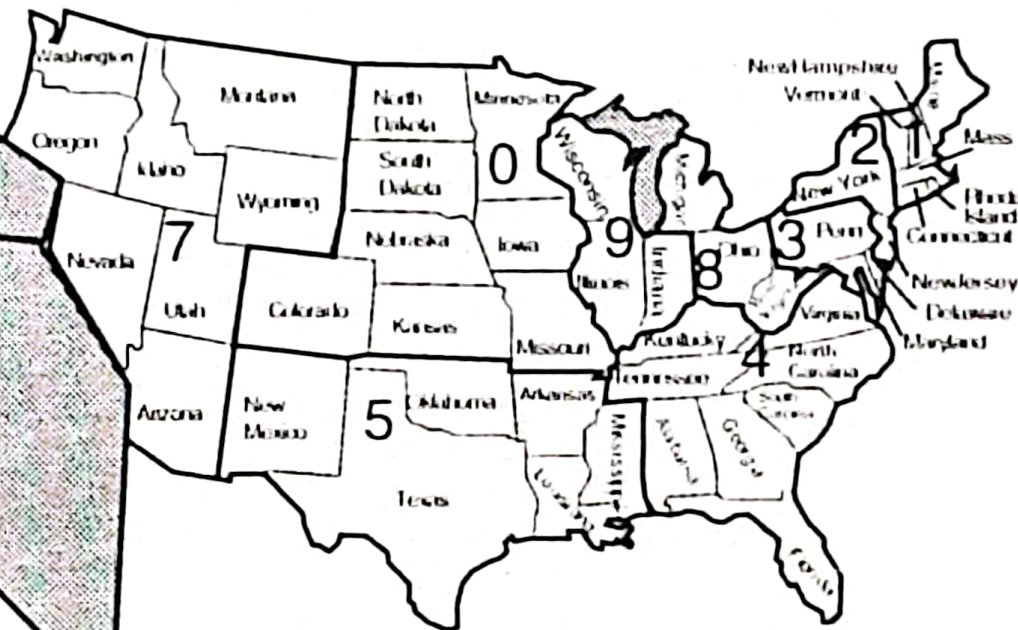 Washington
Montana
North
Dakota
Minnesota
New Hampshire
Vermont
Maine
Oregon
Idaho
South
Dakota
0
Wisconsin
Michigan
2
1
Mass
Wyoming
New York
Rhode
Island
Connecticut
7
Nebraska
Iowa
9
Ohio
3
Penn
Nevada
Indiana
8
Illinois
New Jersey
Utah
Colorado
Kansas
Virginia
Delaware
Maryland
Missouri
Kentucky
4
North
Carolina
Tennessee
Arizona
New
Mexico
5
Oklahoma
Arkansas
South
Carolina
Mississippi
Alabama
Georgia
Texas
Louisiana
Florida